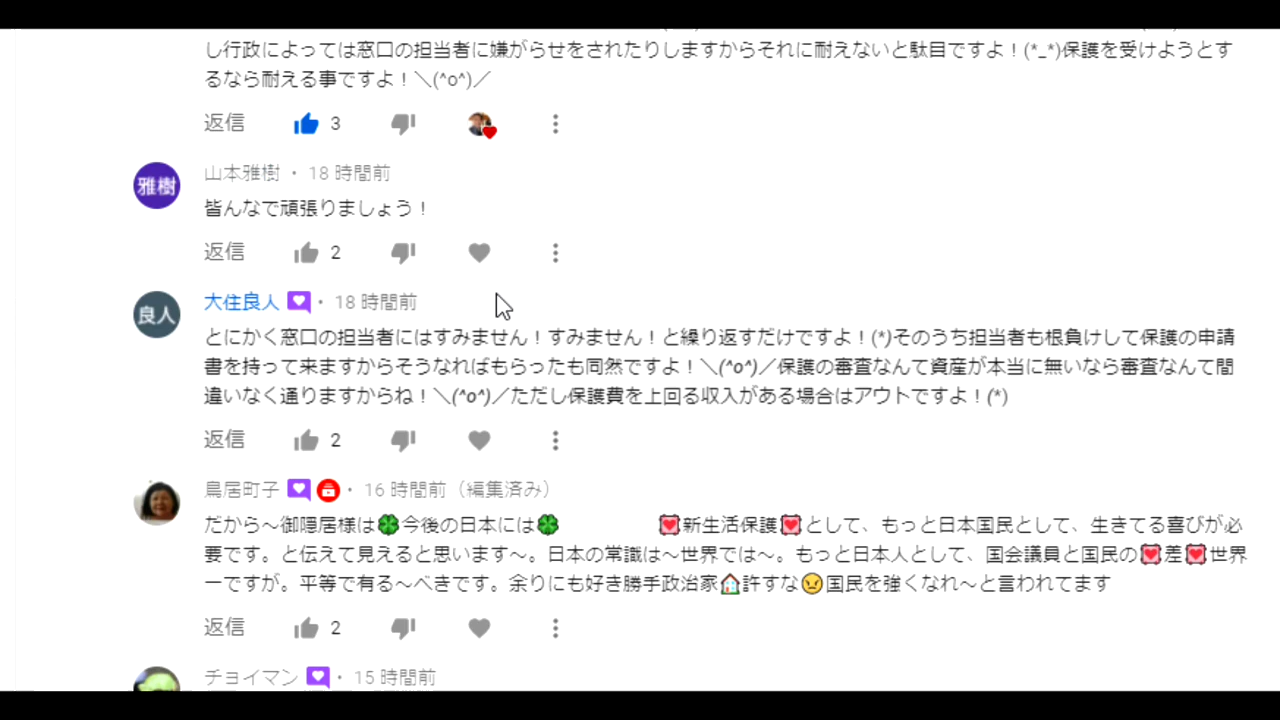 し行政によっては窓口の担当者に嫌がらせをされたりしますからそれに耐えないと駄目ですよ！(*_*)保護を受けようとす
るなら耐える事ですよ！＼(^o^)／
返信 3
雅樹 山本雅樹 ・ 18 時間前
皆んなで頑張りましょう！
返信 2
良人 大住良人 ・ 18 時間前
とにかく窓口の担当者にはすみません！すみません！と繰り返すだけですよ！(*)そのうち担当者も根負けして保護の申請
書を持って来ますからそうなればもらったも同然ですよ！＼(^o^)／保護の審査なんて資産が本当に無いなら審査なんて間
違いなく通りますからね！＼(^o^)／ただし保護費を上回る収入がある場合はアウトですよ！(*)
返信 2
鳥居町子 ・ 16 時間前（編集済み）
だから～御隠居様は🍀今後の日本には🍀 💟新生活保護💟として、もっと日本国民として、生きてる喜びが必
要です。と伝えて見えると思います～。日本の常識は～世界では～。もっと日本人として、国会議員と国民の💟差💟世界
一ですが。平等で有る～べきです。余りにも好き勝手政治家🏠許すな😠国民を強くなれ～と言われてます
返信 2
チョイマン ・ 15 時間前